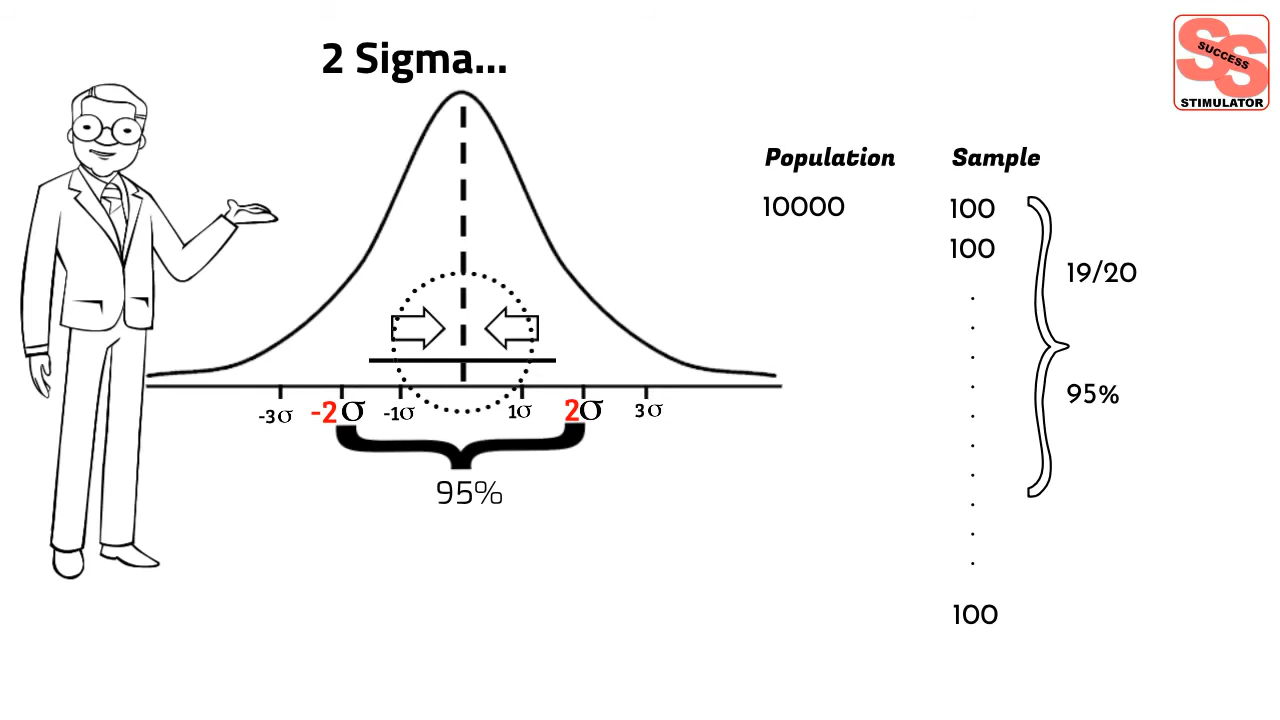 2 Sigma...
SUCCESS
SS
STIMULATOR
Population Sample
10000 100
100
19/20
95%
-3σ -2σ -1σ 1σ 2σ 3σ
95%
100